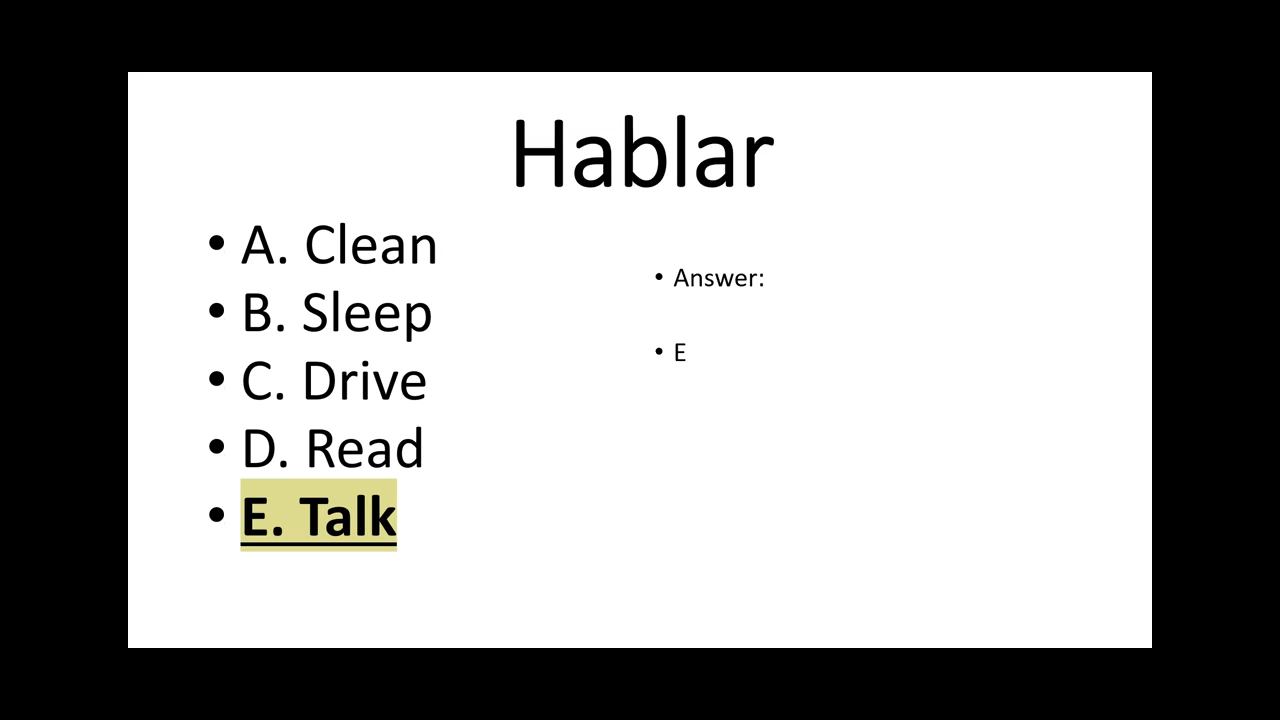 Hablar
• A. Clean
• B. Sleep
• C. Drive
• D. Read
• E. Talk
• Answer:
• E